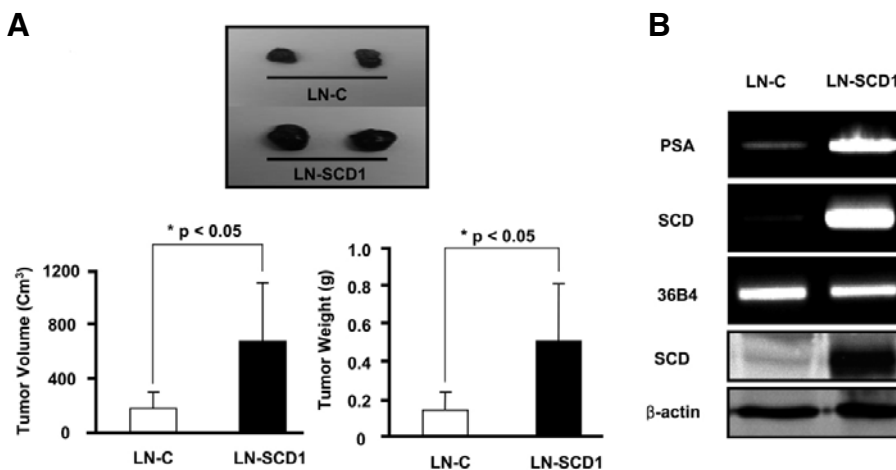 A
LN-C
LN-SCD1
* p < 0.05
Tumor Volume (Cm³)
1200
800
400
0
LN-C
LN-SCD1
* p < 0.05
Tumor Weight (g)
1.0
0.8
0.6
0.4
0.2
0
LN-C
LN-SCD1
B
LN-C
LN-SCD1
PSA
SCD
36B4
SCD
β-actin